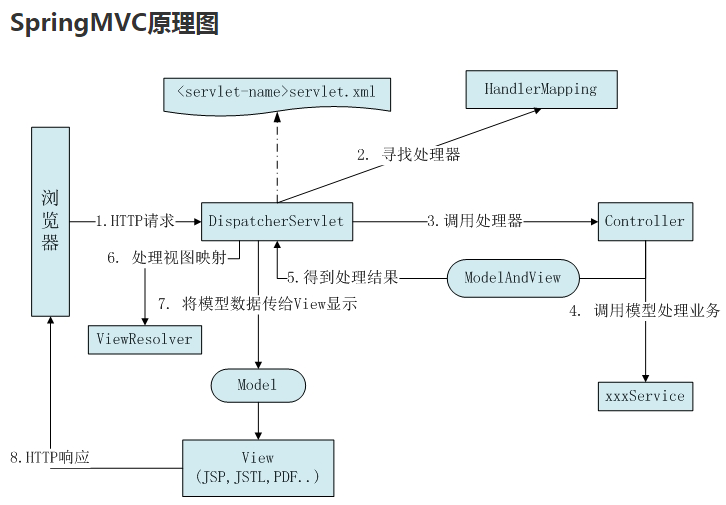 SpringMVC原理图
<servlet-name>servlet.xml
HandlerMapping
2. 寻找处理器
浏览器
1.HTTP请求
DispatcherServlet
3.调用处理器
Controller
6. 处理视图映射
5.得到处理结果
ModelAndView
7. 将模型数据传给View显示
4. 调用模型处理业务
ViewResolver
Model
xxxService
8.HTTP响应
View
(JSP,JSTL,PDF..)